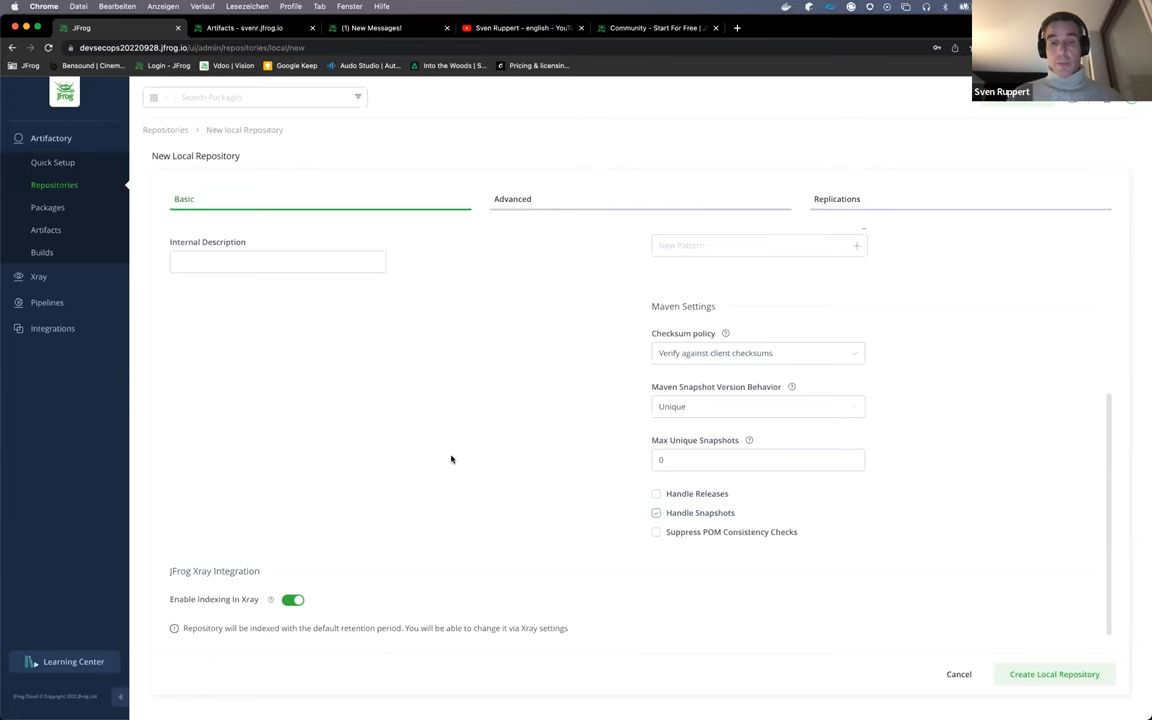 Chrome Datei Bearbeiten Anzeigen Verlauf Lesezeichen Profile Tab Fenster Hilfe
JFrog Artifacts - svenr.jfrog.io (1) New Messages! Sven Ruppert - english - YouTu Community - Start For Free | J
devsecops20220928.jfrog.io/ui/admin/repositories/local/new
JFrog Bensound | Cinem... Login - JFrog Vdoo | Vision Google Keep Audo Studio | Aut... Into the Woods | S... Pricing & licensin...
Sven Ruppert
JFrog
Search Packages
Repositories > New local Repository
New Local Repository
Artifactory
Quick Setup
Repositories
Packages
Artifacts
Builds
Xray
Pipelines
Integrations
Basic Advanced Replications
Internal Description
New Pattern
Maven Settings
Checksum policy
Verify against client checksums
Maven Snapshot Version Behavior
Unique
Max Unique Snapshots
0
Handle Releases
Handle Snapshots
Suppress POM Consistency Checks
JFrog Xray Integration
Enable Indexing In Xray
Repository will be indexed with the default retention period. You will be able to change it via Xray settings
Cancel Create Local Repository
Learning Center
JFrog Cloud © Copyright 2022 JFrog Ltd